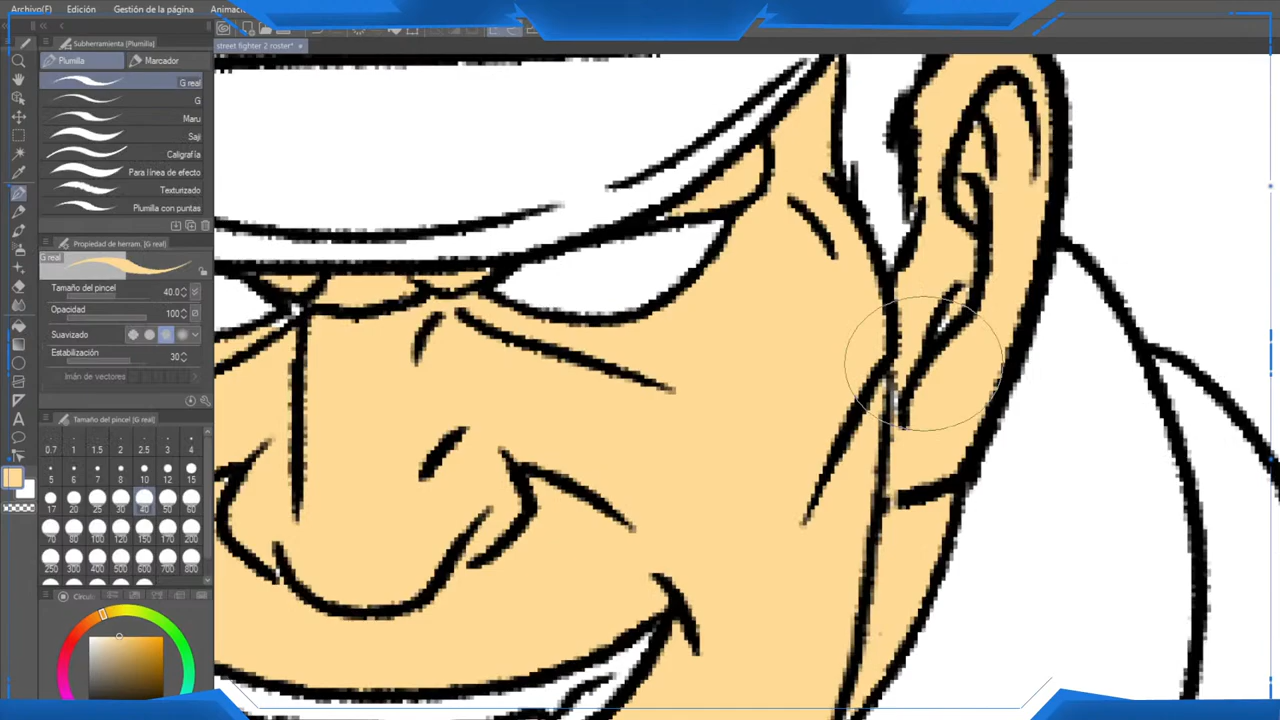 Archivo(F) Edición Gestión de la página Animació
street fighter 2 roster*
Subherramienta [Plumilla]
Plumilla Marcador
G real
G
Maru
Saji
Caligrafía
Para línea de efecto
Texturizado
Plumilla con puntas
Propiedad de herram. [G real]
G real
Tamaño del pincel 40.0
Opacidad 100
Suavizado
Estabilización 30
Imán de vectores
Tamaño del pincel [G real]
0.7 1 1.5 2 2.5 3 4
5 6 7 8 10 12 15
17 20 25 30 40 50 60
70 80 100 120 150 170 200
250 300 400 500 600 700 800
Círcul